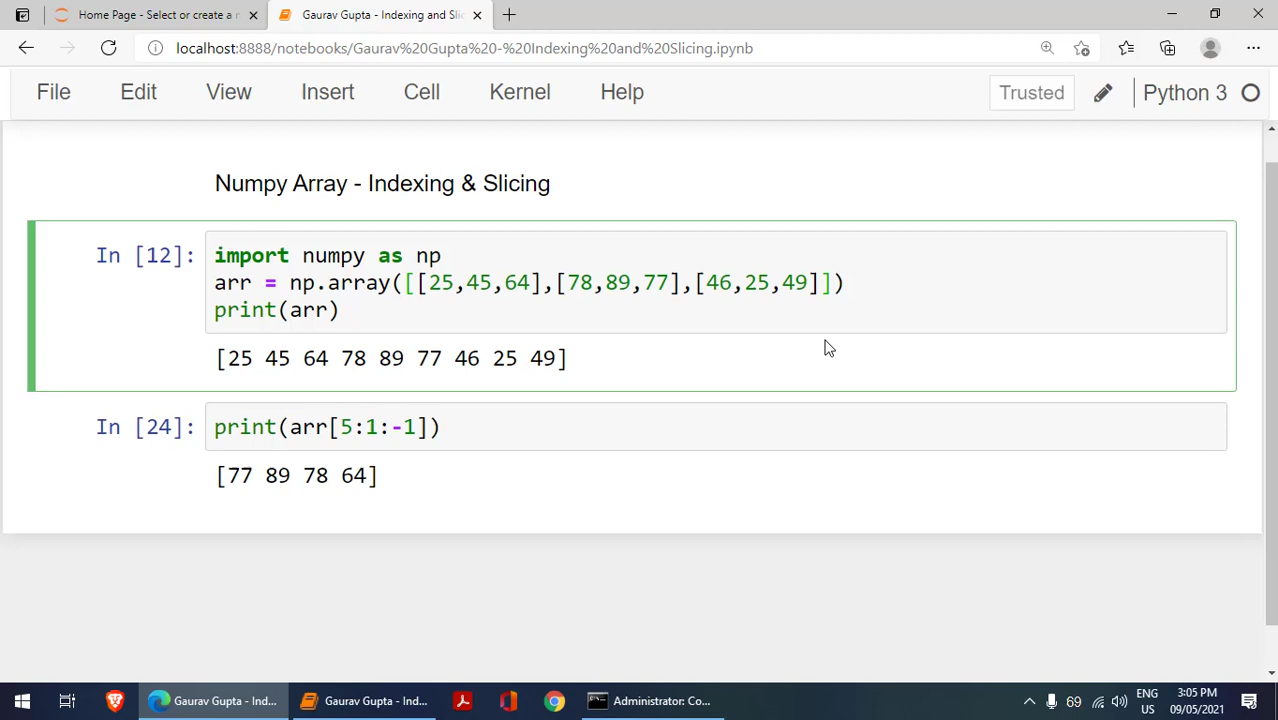 Home Page - Select or create a n
Gaurav Gupta - Indexing and Slic
localhost:8888/notebooks/Gaurav%20Gupta%20-%20Indexing%20and%20Slicing.ipynb
File Edit View Insert Cell Kernel Help Trusted Python 3
Numpy Array - Indexing & Slicing
In [12]: import numpy as np
arr = np.array([[25,45,64],[78,89,77],[46,25,49]])
print(arr)
[25 45 64 78 89 77 46 25 49]
In [24]: print(arr[5:1:-1])
[77 89 78 64]
Gaurav Gupta - Ind...
Gaurav Gupta - Ind...
Administrator: Co...
69
ENG
US
3:05 PM
09/05/2021